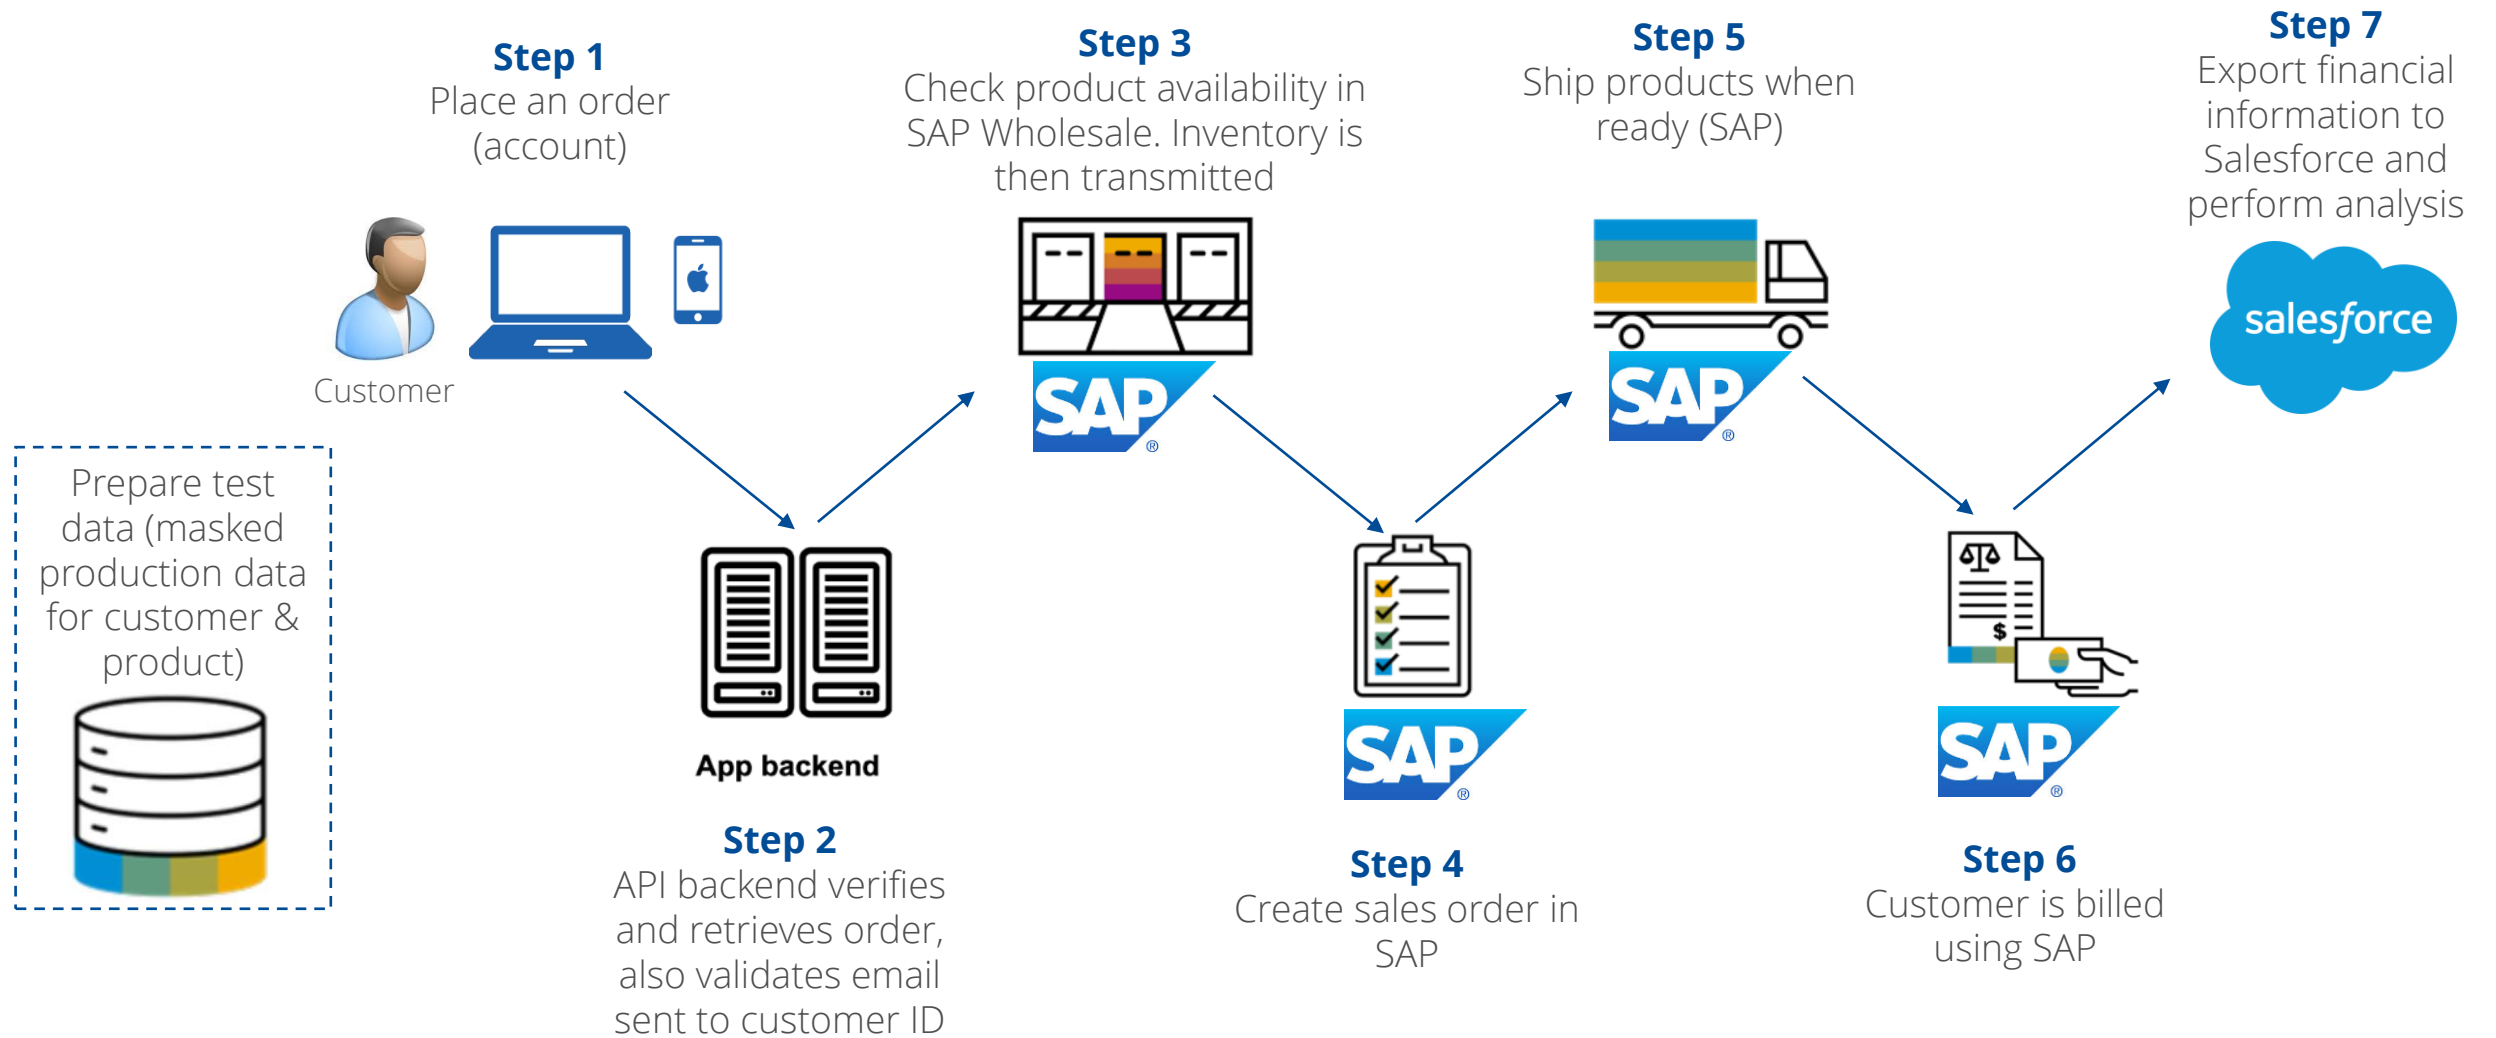 Step 1
Place an order
(account)
Customer
Prepare test
data (masked
production data
for customer &
product)
App backend
Step 2
API backend verifies
and retrieves order,
also validates email
sent to customer ID
Step 3
Check product availability in
SAP Wholesale. Inventory is
then transmitted
SAP
®
SAP
®
Step 4
Create sales order in
SAP
Step 5
Ship products when
ready (SAP)
SAP
®
$
SAP
®
Step 6
Customer is billed
using SAP
Step 7
Export financial
information to
Salesforce and
perform analysis
salesforce